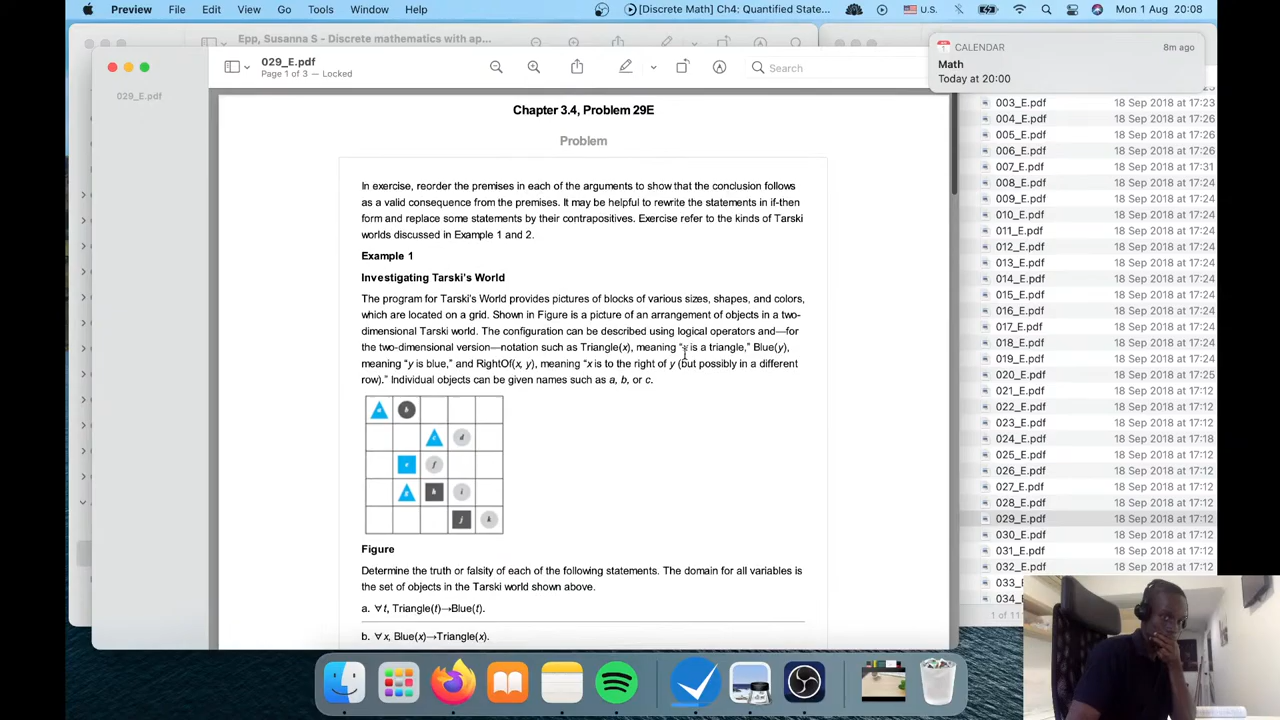 Preview File Edit View Go Tools Window Help
[Discrete Math] Ch4: Quantified State... U.S. Mon 1 Aug 20:08
Epp, Susanna S - Discrete mathematics with ap...
CALENDAR 8m ago
Math
Today at 20:00
029_E.pdf
Page 1 of 3 — Locked
Search
029_E.pdf
Chapter 3.4, Problem 29E
Problem
In exercise, reorder the premises in each of the arguments to show that the conclusion follows
as a valid consequence from the premises. It may be helpful to rewrite the statements in if-then
form and replace some statements by their contrapositives. Exercise refer to the kinds of Tarski
worlds discussed in Example 1 and 2.
Example 1
Investigating Tarski's World
The program for Tarski's World provides pictures of blocks of various sizes, shapes, and colors,
which are located on a grid. Shown in Figure is a picture of an arrangement of objects in a two-
dimensional Tarski world. The configuration can be described using logical operators and—for
the two-dimensional version—notation such as Triangle(x), meaning “x is a triangle,” Blue(y),
meaning “y is blue,” and RightOf(x, y), meaning “x is to the right of y (but possibly in a different
row).” Individual objects can be given names such as a, b, or c.
a b
c d
e f
g h i
j k
Figure
Determine the truth or falsity of each of the following statements. The domain for all variables is
the set of objects in the Tarski world shown above.
a. ∀t, Triangle(t)→Blue(t).
b. ∀x, Blue(x)→Triangle(x).
003_E.pdf 18 Sep 2018 at 17:23
004_E.pdf 18 Sep 2018 at 17:26
005_E.pdf 18 Sep 2018 at 17:26
006_E.pdf 18 Sep 2018 at 17:26
007_E.pdf 18 Sep 2018 at 17:31
008_E.pdf 18 Sep 2018 at 17:24
009_E.pdf 18 Sep 2018 at 17:24
010_E.pdf 18 Sep 2018 at 17:24
011_E.pdf 18 Sep 2018 at 17:24
012_E.pdf 18 Sep 2018 at 17:24
013_E.pdf 18 Sep 2018 at 17:24
014_E.pdf 18 Sep 2018 at 17:24
015_E.pdf 18 Sep 2018 at 17:24
016_E.pdf 18 Sep 2018 at 17:24
017_E.pdf 18 Sep 2018 at 17:24
018_E.pdf 18 Sep 2018 at 17:24
019_E.pdf 18 Sep 2018 at 17:24
020_E.pdf 18 Sep 2018 at 17:25
021_E.pdf 18 Sep 2018 at 17:12
022_E.pdf 18 Sep 2018 at 17:12
023_E.pdf 18 Sep 2018 at 17:12
024_E.pdf 18 Sep 2018 at 17:18
025_E.pdf 18 Sep 2018 at 17:12
026_E.pdf 18 Sep 2018 at 17:12
027_E.pdf 18 Sep 2018 at 17:12
028_E.pdf 18 Sep 2018 at 17:12
029_E.pdf 18 Sep 2018 at 17:12
030_E.pdf 18 Sep 2018 at 17:12
031_E.pdf 18 Sep 2018 at 17:12
032_E.pdf 18 Sep 2018 at 17:12
033
034
1 of 11